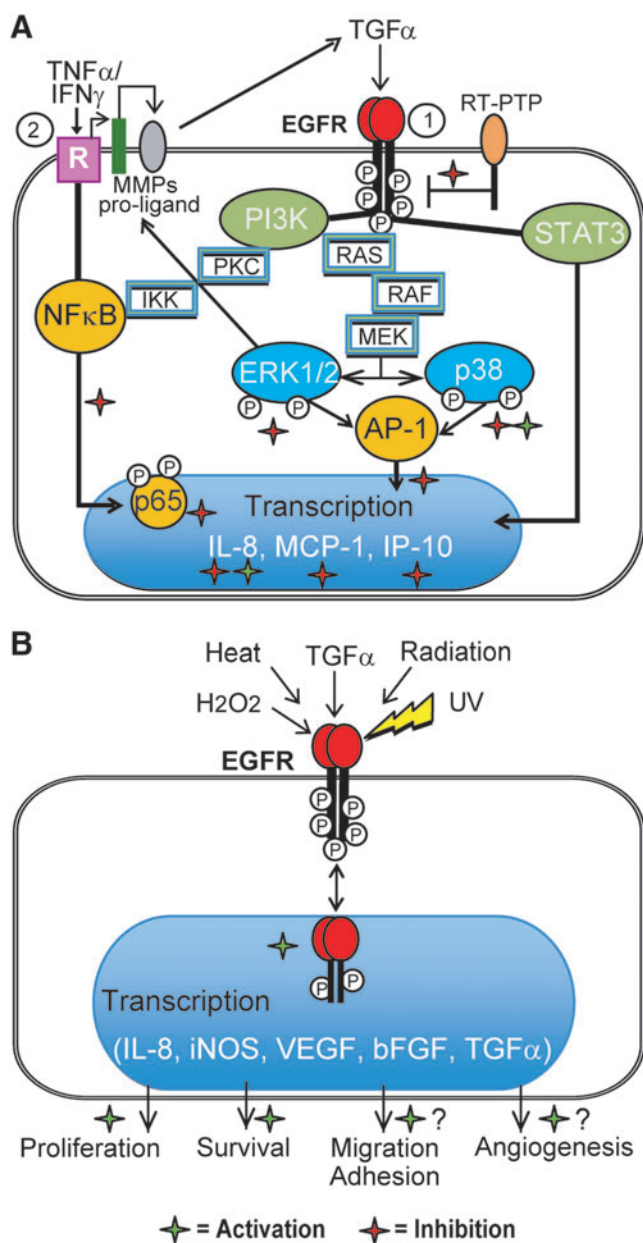 A
TGFα
TNFα/
IFNγ
RT-PTP
EGFR
1
2
R
P
P
P
P
P
MMPs
pro-ligand
PI3K
STAT3
PKC
RAS
IKK
RAF
NFκB
MEK
ERK1/2
p38
P
P
P
P
AP-1
P
P
p65
Transcription
IL-8, MCP-1, IP-10
B
Heat
TGFα
Radiation
H2O2
UV
EGFR
P
P
P
P
P
P
P
Transcription
(IL-8, iNOS, VEGF, bFGF, TGFα)
? ?
Proliferation Survival Migration Angiogenesis
Adhesion
= Activation = Inhibition